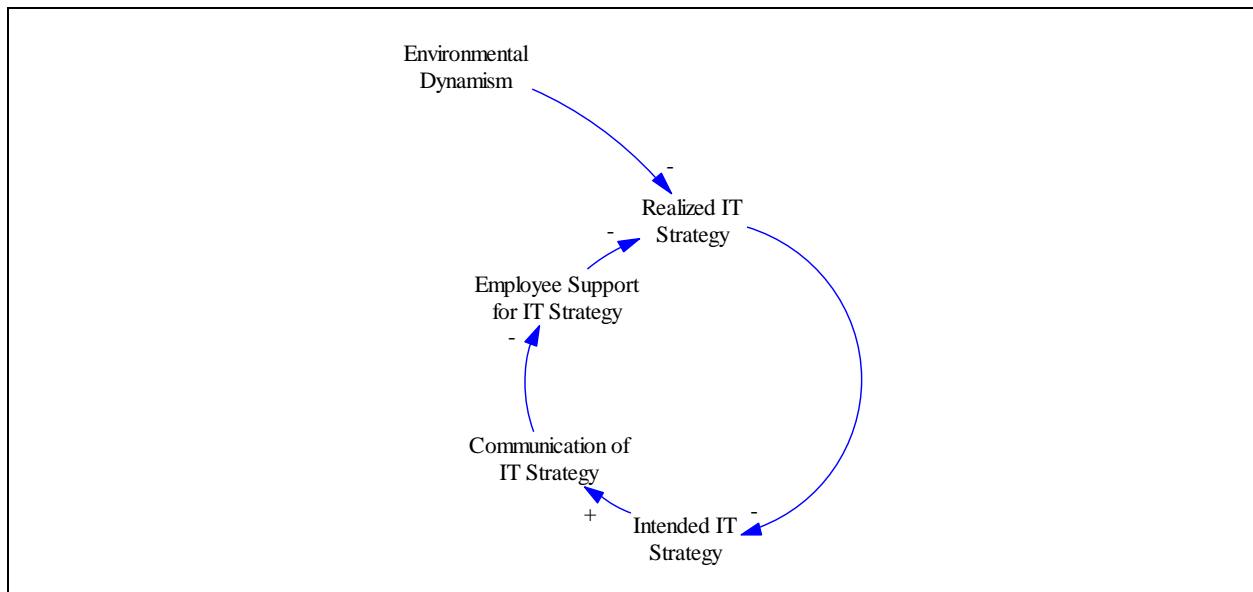 Environmental
Dynamism
-
Realized IT
Strategy
-
Employee Support
for IT Strategy
-
Communication of
IT Strategy
+
Intended IT
Strategy
-